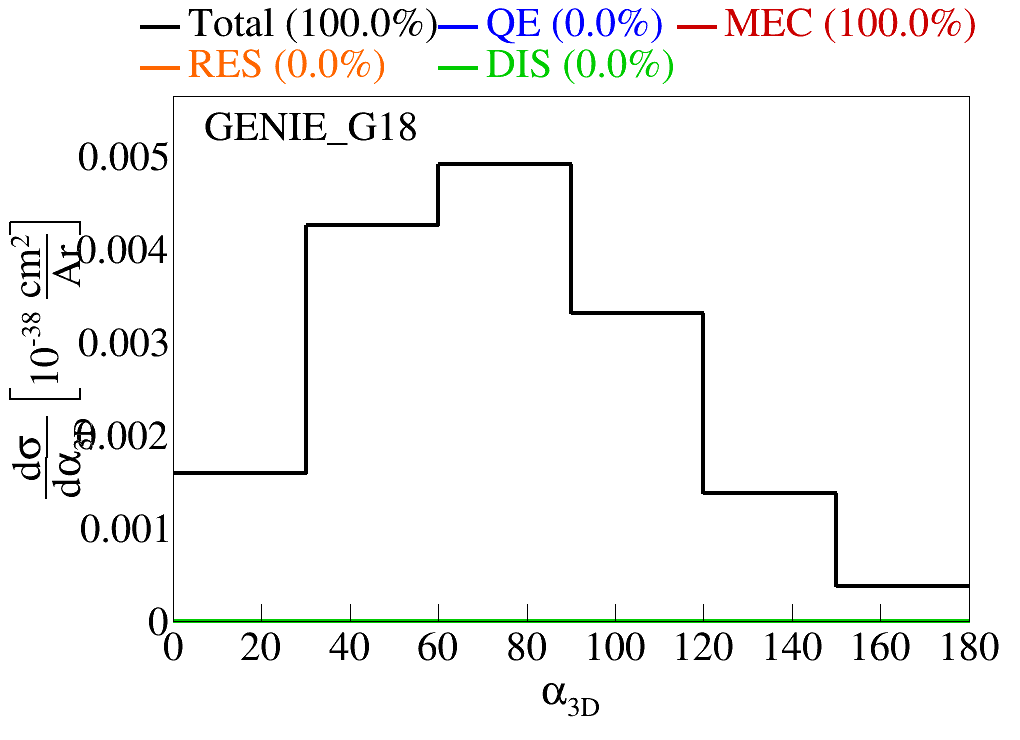 Total (100.0%) QE (0.0%) MEC (100.0%)
RES (0.0%) DIS (0.0%)
GENIE_G18
0.005
0.004
0.003
0.002
0.001
0
dσ/dα3D [10-38 cm2/Ar]
0 20 40 60 80 100 120 140 160 180
α3D